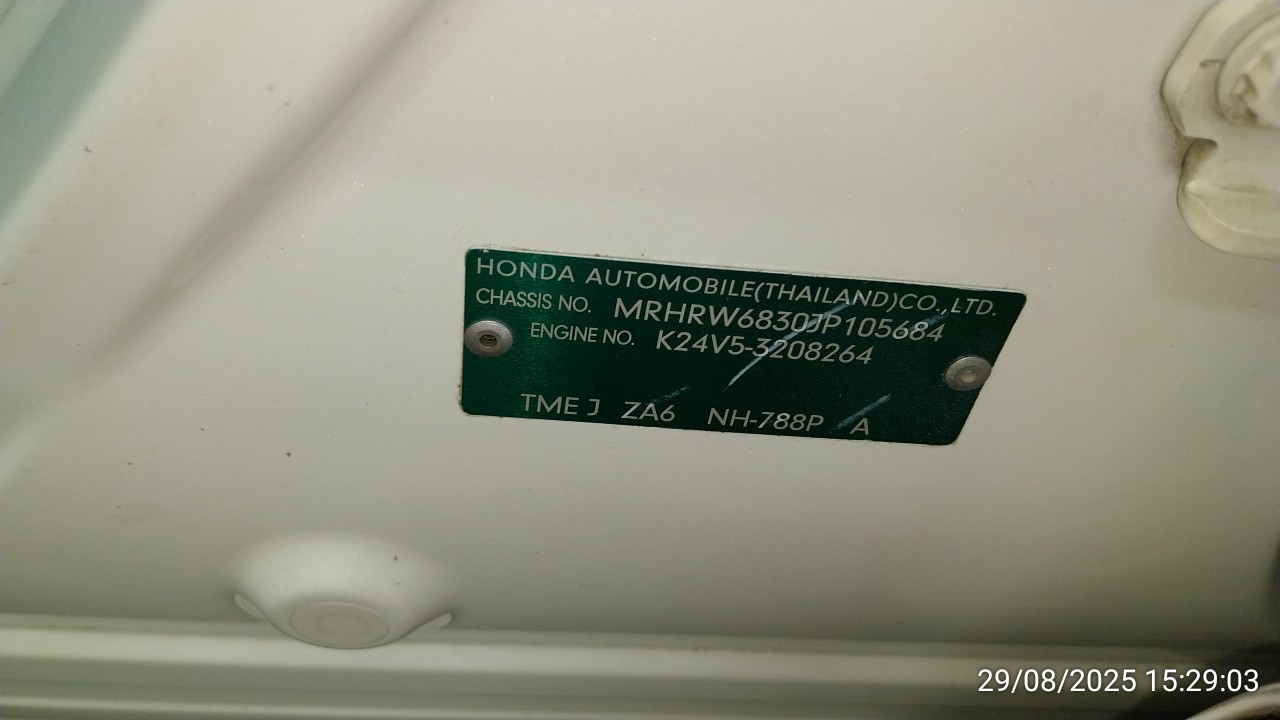 HONDA AUTOMOBILE(THAILAND)CO.,LTD.
CHASSIS NO. MRHRW6830JP105684
ENGINE NO. K24V5-3208264
TME J ZA6 NH-788P A
29/08/2025 15:29:03